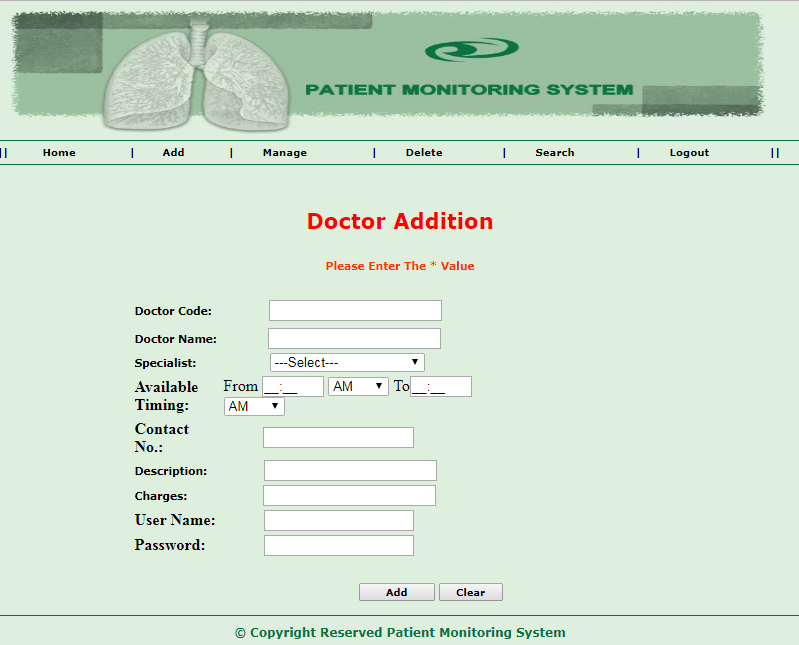 PATIENT MONITORING SYSTEM
|| Home | Add | Manage | Delete | Search | Logout ||
Doctor Addition
Please Enter The * Value
Doctor Code:
Doctor Name:
Specialist: ---Select---
Available From __:__ AM To __:__
Timing: AM
Contact
No.:
Description:
Charges:
User Name:
Password:
Add Clear
© Copyright Reserved Patient Monitoring System